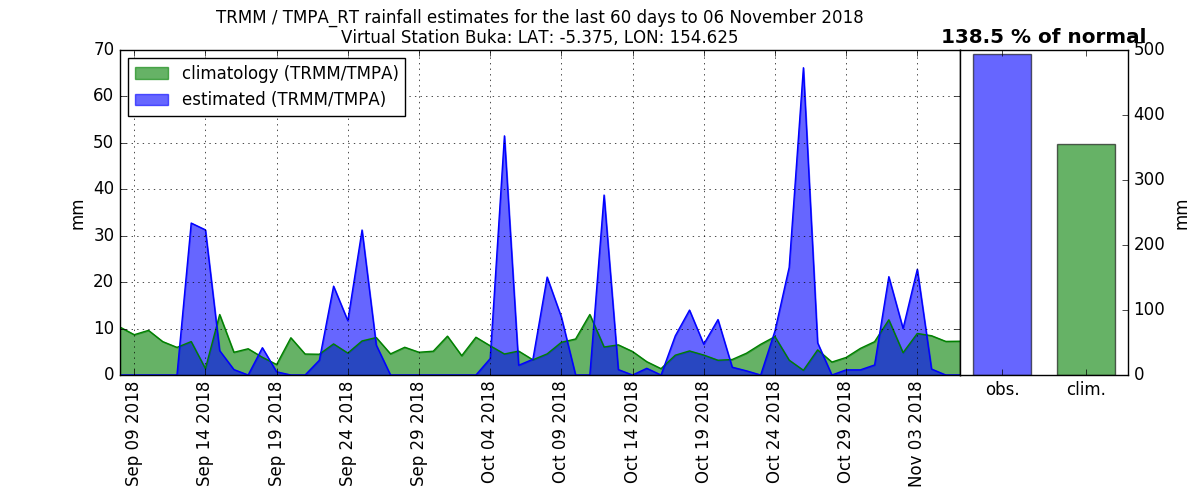 TRMM / TMPA_RT rainfall estimates for the last 60 days to 06 November 2018
Virtual Station Buka: LAT: -5.375, LON: 154.625
138.5 % of normal
climatology (TRMM/TMPA)
estimated (TRMM/TMPA)
70
60
50
40
30
20
10
0
mm
Sep 09 2018
Sep 14 2018
Sep 19 2018
Sep 24 2018
Sep 29 2018
Oct 04 2018
Oct 09 2018
Oct 14 2018
Oct 19 2018
Oct 24 2018
Oct 29 2018
Nov 03 2018
500
400
300
200
100
0
mm
obs.
clim.